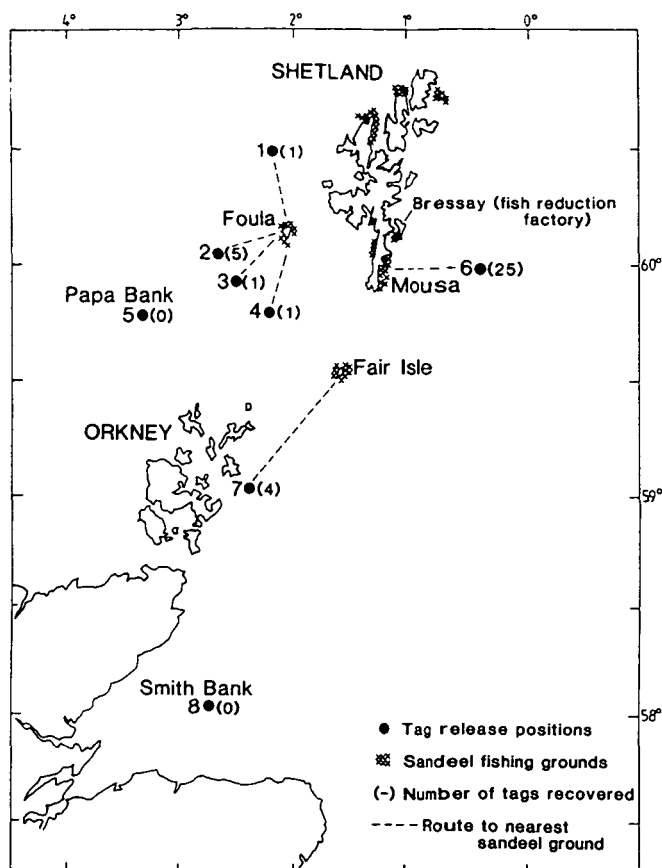 4° 3° 2° 1° 0°
SHETLAND
1 (1)
Bressay (fish reduction
factory)
Foula
2 (5)
60°
3 (1)
6 (25)
Mousa
Papa Bank
4 (1)
5 (0)
Fair Isle
ORKNEY
7 (4)
59°
Smith Bank
8 (0)
58°
Tag release positions
Sandeel fishing grounds
(-) Number of tags recovered
Route to nearest
sandeel ground